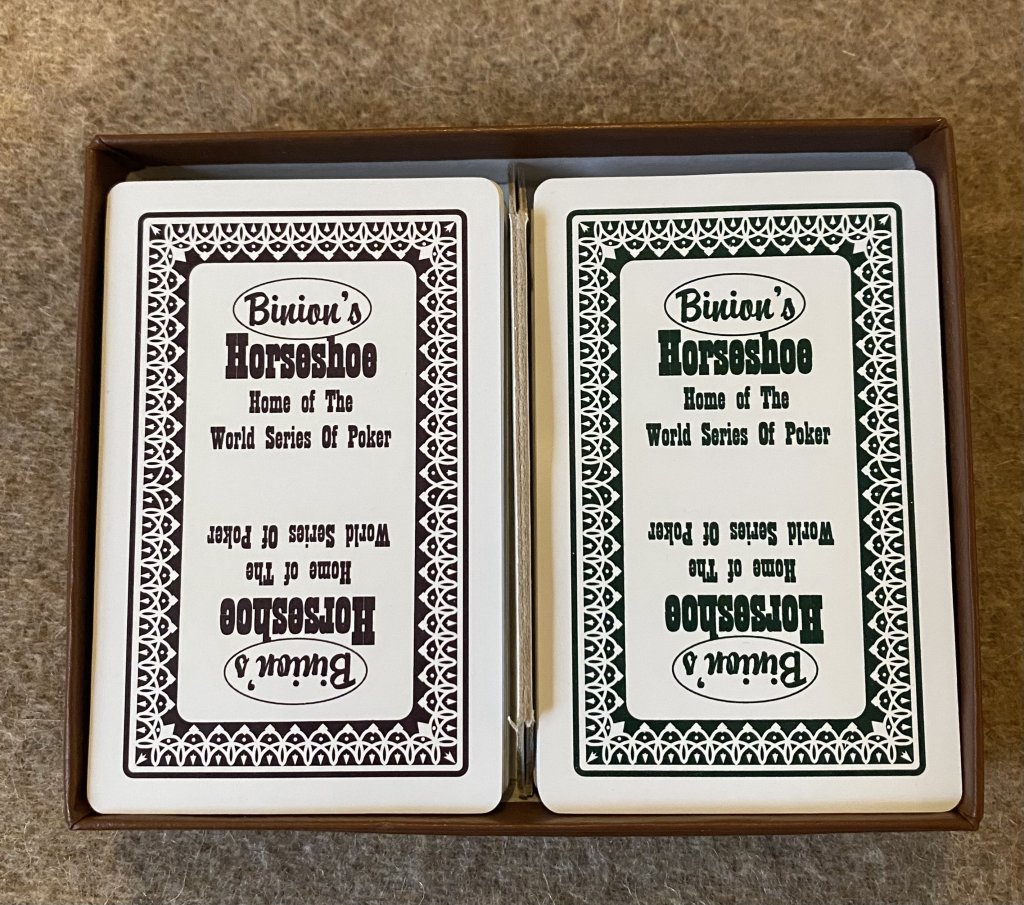 Binion's
Horseshoe
Home of The
World Series Of Poker
World Series Of Poker
Home of The
Horseshoe
Binion's
Binion's
Horseshoe
Home of The
World Series Of Poker
World Series Of Poker
Home of The
Horseshoe
Binion's